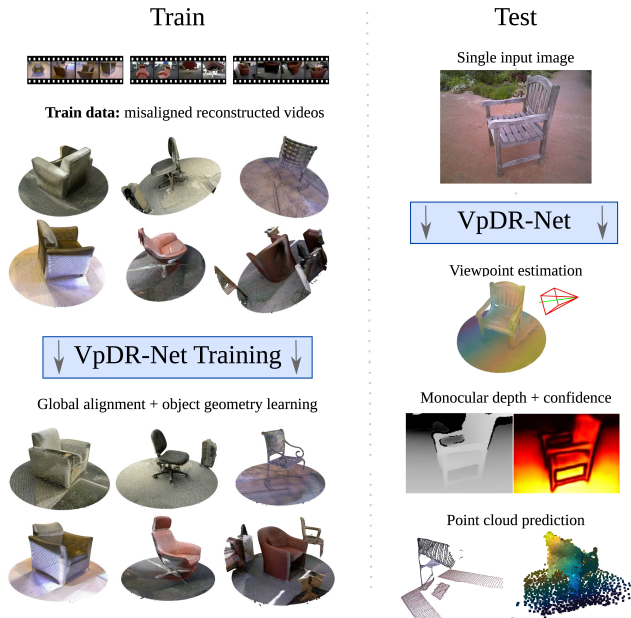 Train
Train data: misaligned reconstructed videos
VpDR-Net Training
Global alignment + object geometry learning
Test
Single input image
VpDR-Net
Viewpoint estimation
Monocular depth + confidence
Point cloud prediction